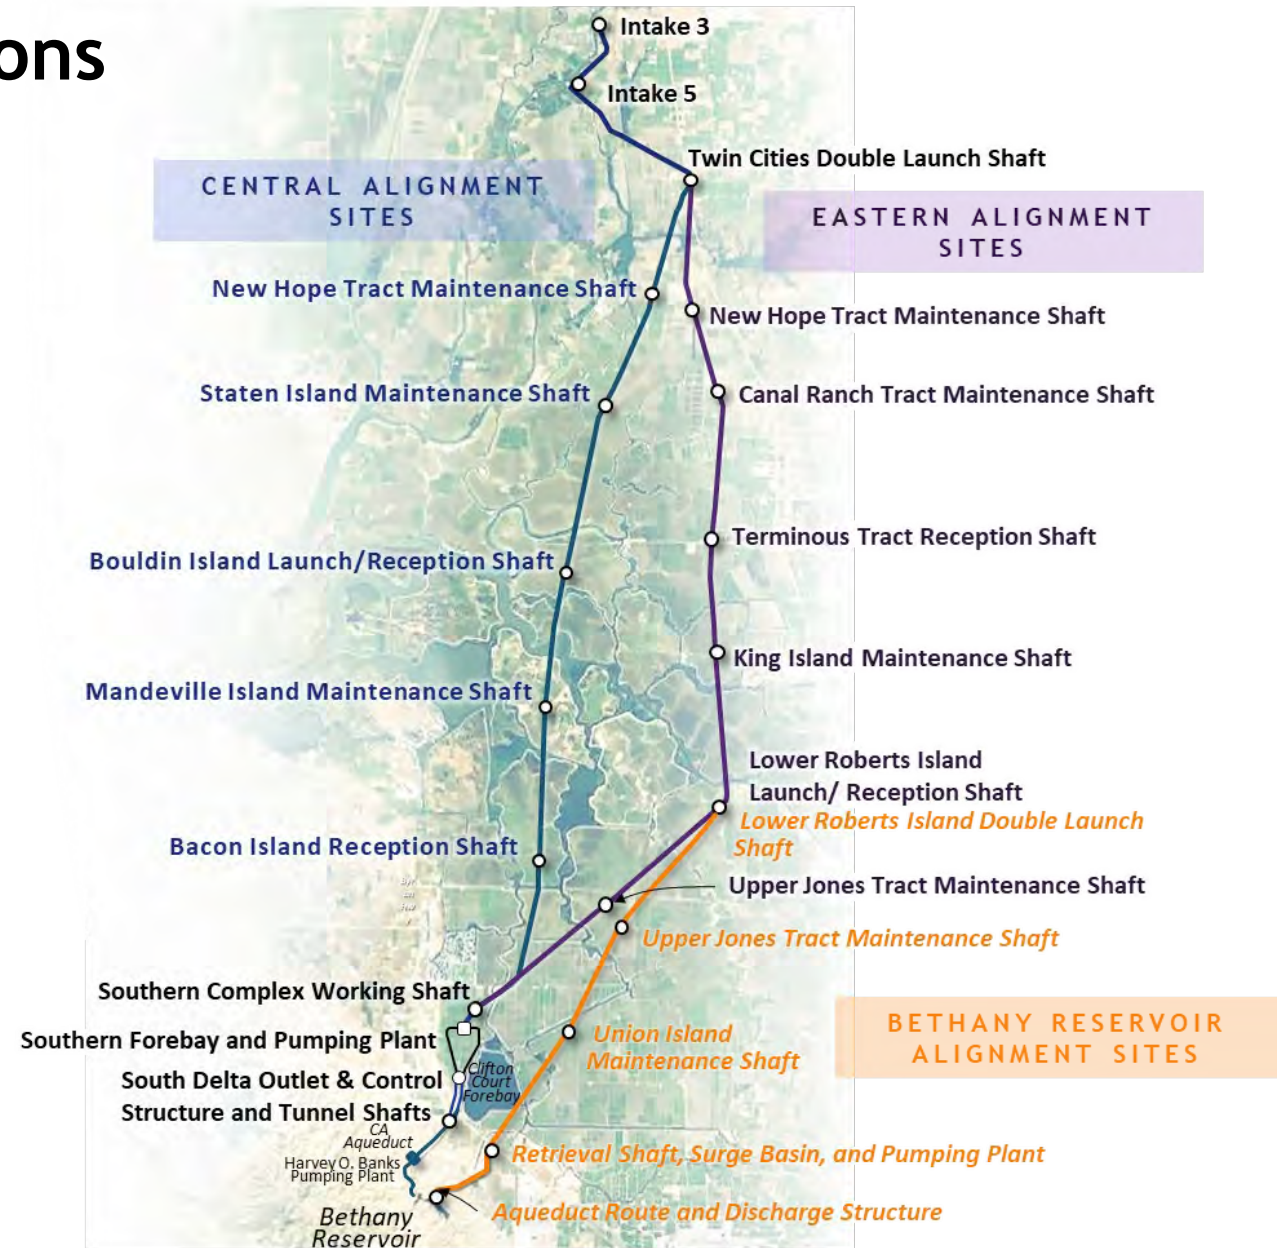 ons
Intake 3
Intake 5
Twin Cities Double Launch Shaft
CENTRAL ALIGNMENT
SITES
EASTERN ALIGNMENT
SITES
New Hope Tract Maintenance Shaft
New Hope Tract Maintenance Shaft
Staten Island Maintenance Shaft
Canal Ranch Tract Maintenance Shaft
Terminous Tract Reception Shaft
Bouldin Island Launch/Reception Shaft
King Island Maintenance Shaft
Mandeville Island Maintenance Shaft
Lower Roberts Island
Launch/ Reception Shaft
Lower Roberts Island Double Launch
Shaft
Bacon Island Reception Shaft
Upper Jones Tract Maintenance Shaft
Upper Jones Tract Maintenance Shaft
Southern Complex Working Shaft
BETHANY RESERVOIR
ALIGNMENT SITES
Southern Forebay and Pumping Plant
Union Island
Maintenance Shaft
Clifton
Court
Forebay
South Delta Outlet & Control
Structure and Tunnel Shafts
CA
Aqueduct
Harvey O. Banks
Pumping Plant
Retrieval Shaft, Surge Basin, and Pumping Plant
Aqueduct Route and Discharge Structure
Bethany
Reservoir